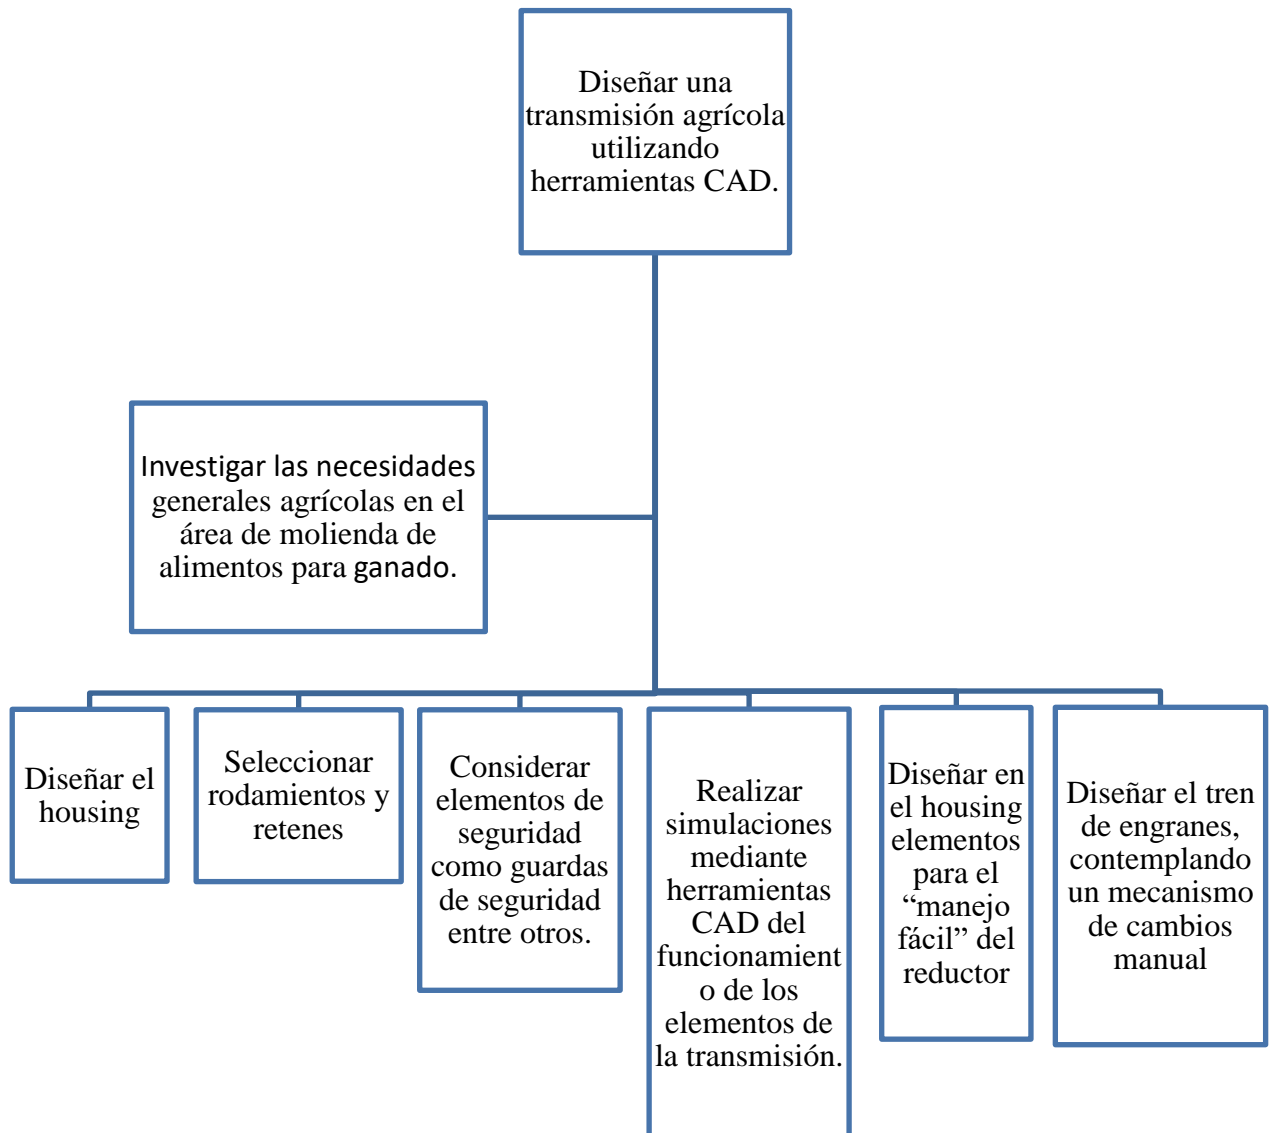 Diseñar una
transmisión agrícola
utilizando
herramientas CAD.
Investigar las necesidades
generales agrícolas en el
área de molienda de
alimentos para ganado.
Diseñar el
housing
Seleccionar
rodamientos y
retenes
Considerar
elementos de
seguridad
como guardas
de seguridad
entre otros.
Realizar
simulaciones
mediante
herramientas
CAD del
funcionamient
o de los
elementos de
la transmisión.
Diseñar en
el housing
elementos
para el
“manejo
fácil” del
reductor
Diseñar el tren
de engranes,
contemplando
un mecanismo
de cambios
manual